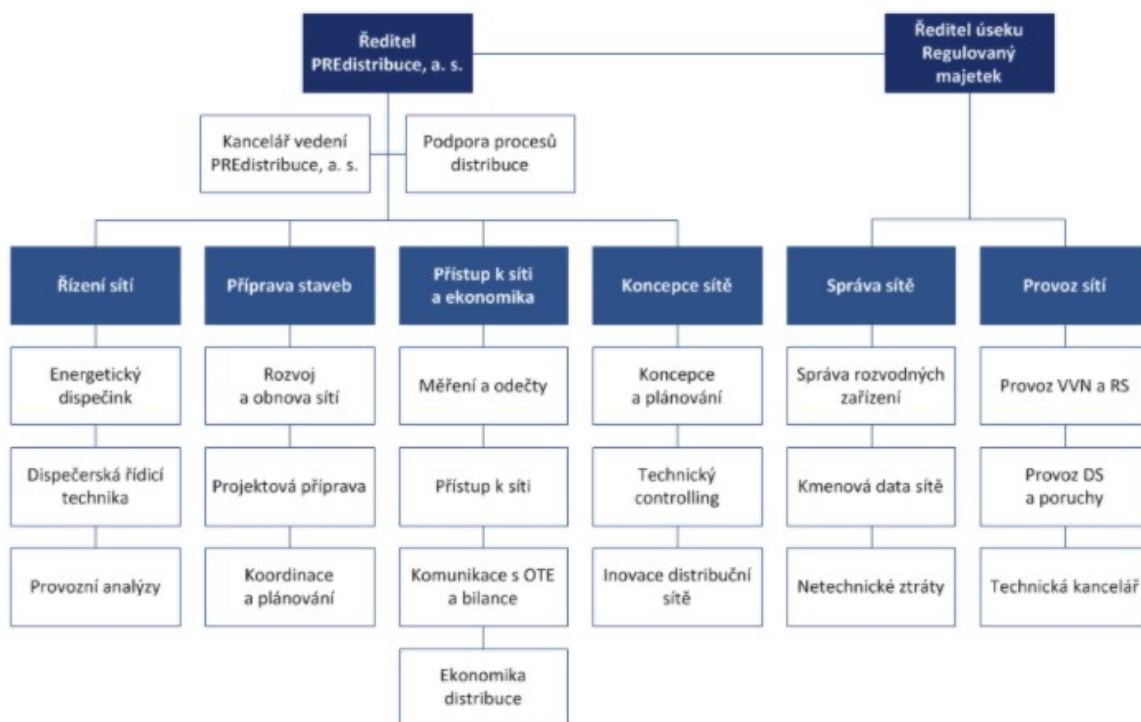 Ředitel
PREdistribuce, a. s.
Ředitel úseku
Regulovaný
majetek
Kancelář vedení
PREdistribuce, a. s.
Podpora procesů
distribuce
Řízení sítí
Příprava staveb
Přístup k síti
a ekonomika
Koncepce sítě
Správa sítě
Provoz sítí
Energetický
dispečink
Rozvoj
a obnova sítí
Měření a odečty
Koncepce
a plánování
Správa rozvodných
zařízení
Provoz VVN a RS
Dispečerská řídicí
technika
Projektová příprava
Přístup k síti
Technický
controlling
Kmenová data sítě
Provoz DS
a poruchy
Provozní analýzy
Koordinace
a plánování
Komunikace s OTE
a bilance
Inovace distribuční
sítě
Netechnické ztráty
Technická kancelář
Ekonomika
distribuce